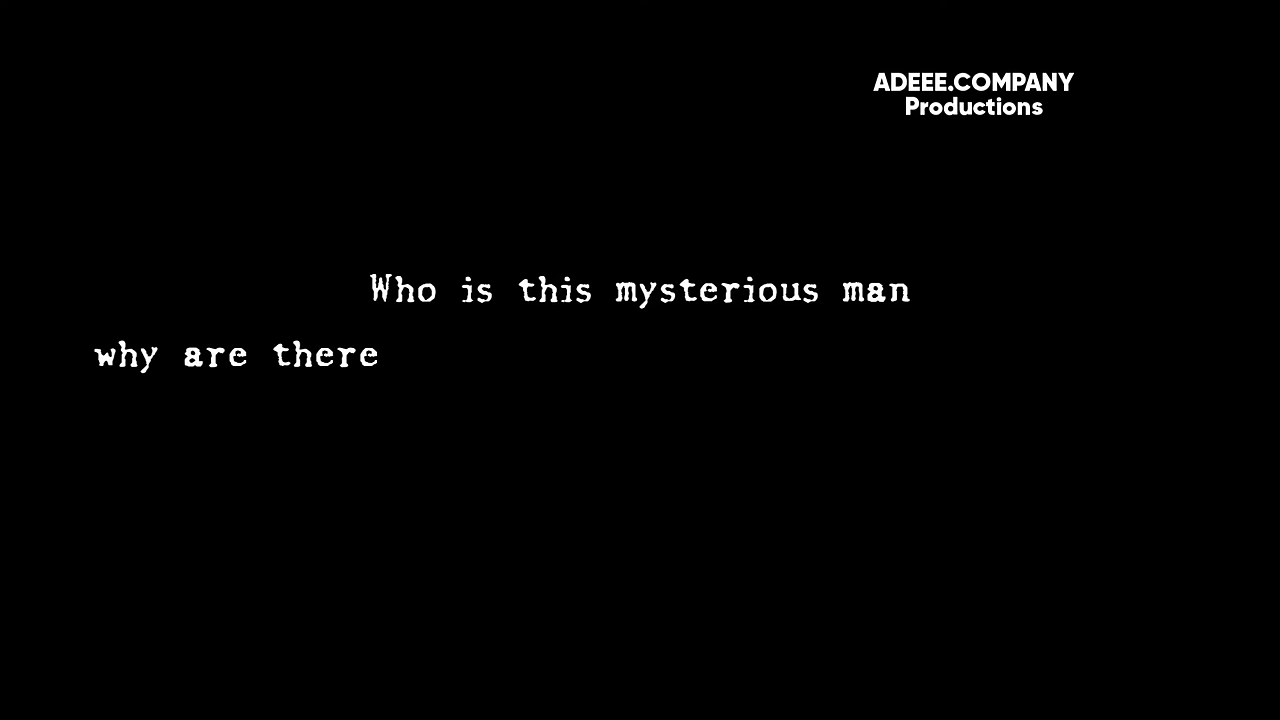 ADEEE.COMPANY
Productions
Who is this mysterious man
why are there